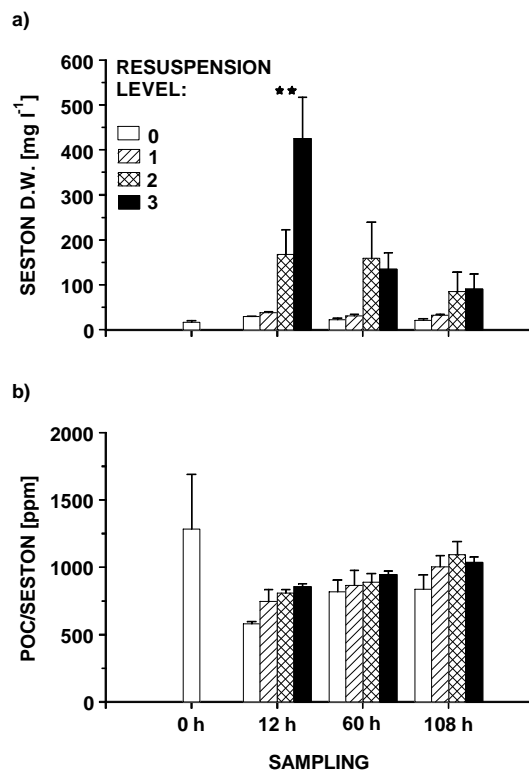 a)
600
500
400
300
200
100
0
SESTON D.W. [mg l⁻¹]
RESUSPENSION
LEVEL:
0
1
2
3
**
b)
2000
1500
1000
500
0
POC/SESTON [ppm]
0 h 12 h 60 h 108 h
SAMPLING